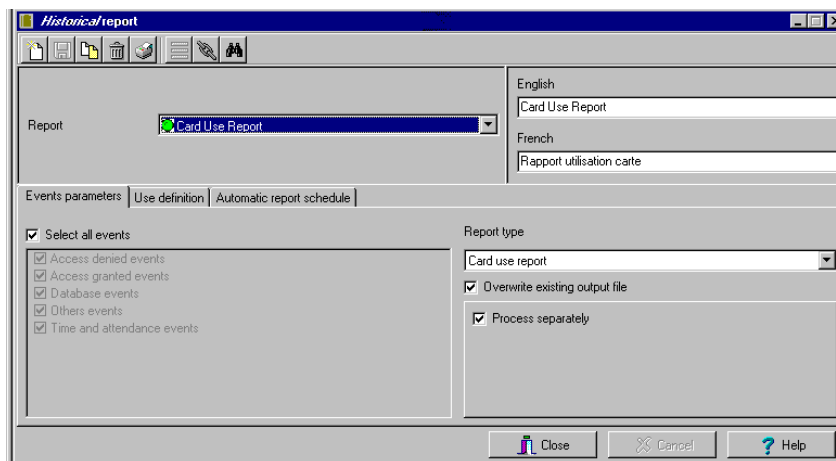 Historical report
English
Card Use Report
Report
Card Use Report
French
Rapport utilisation carte
Events parameters
Use definition
Automatic report schedule
Select all events
Access denied events
Access granted events
Database events
Others events
Time and attendance events
Report type
Card use report
Overwrite existing output file
Process separately
Close
Cancel
Help